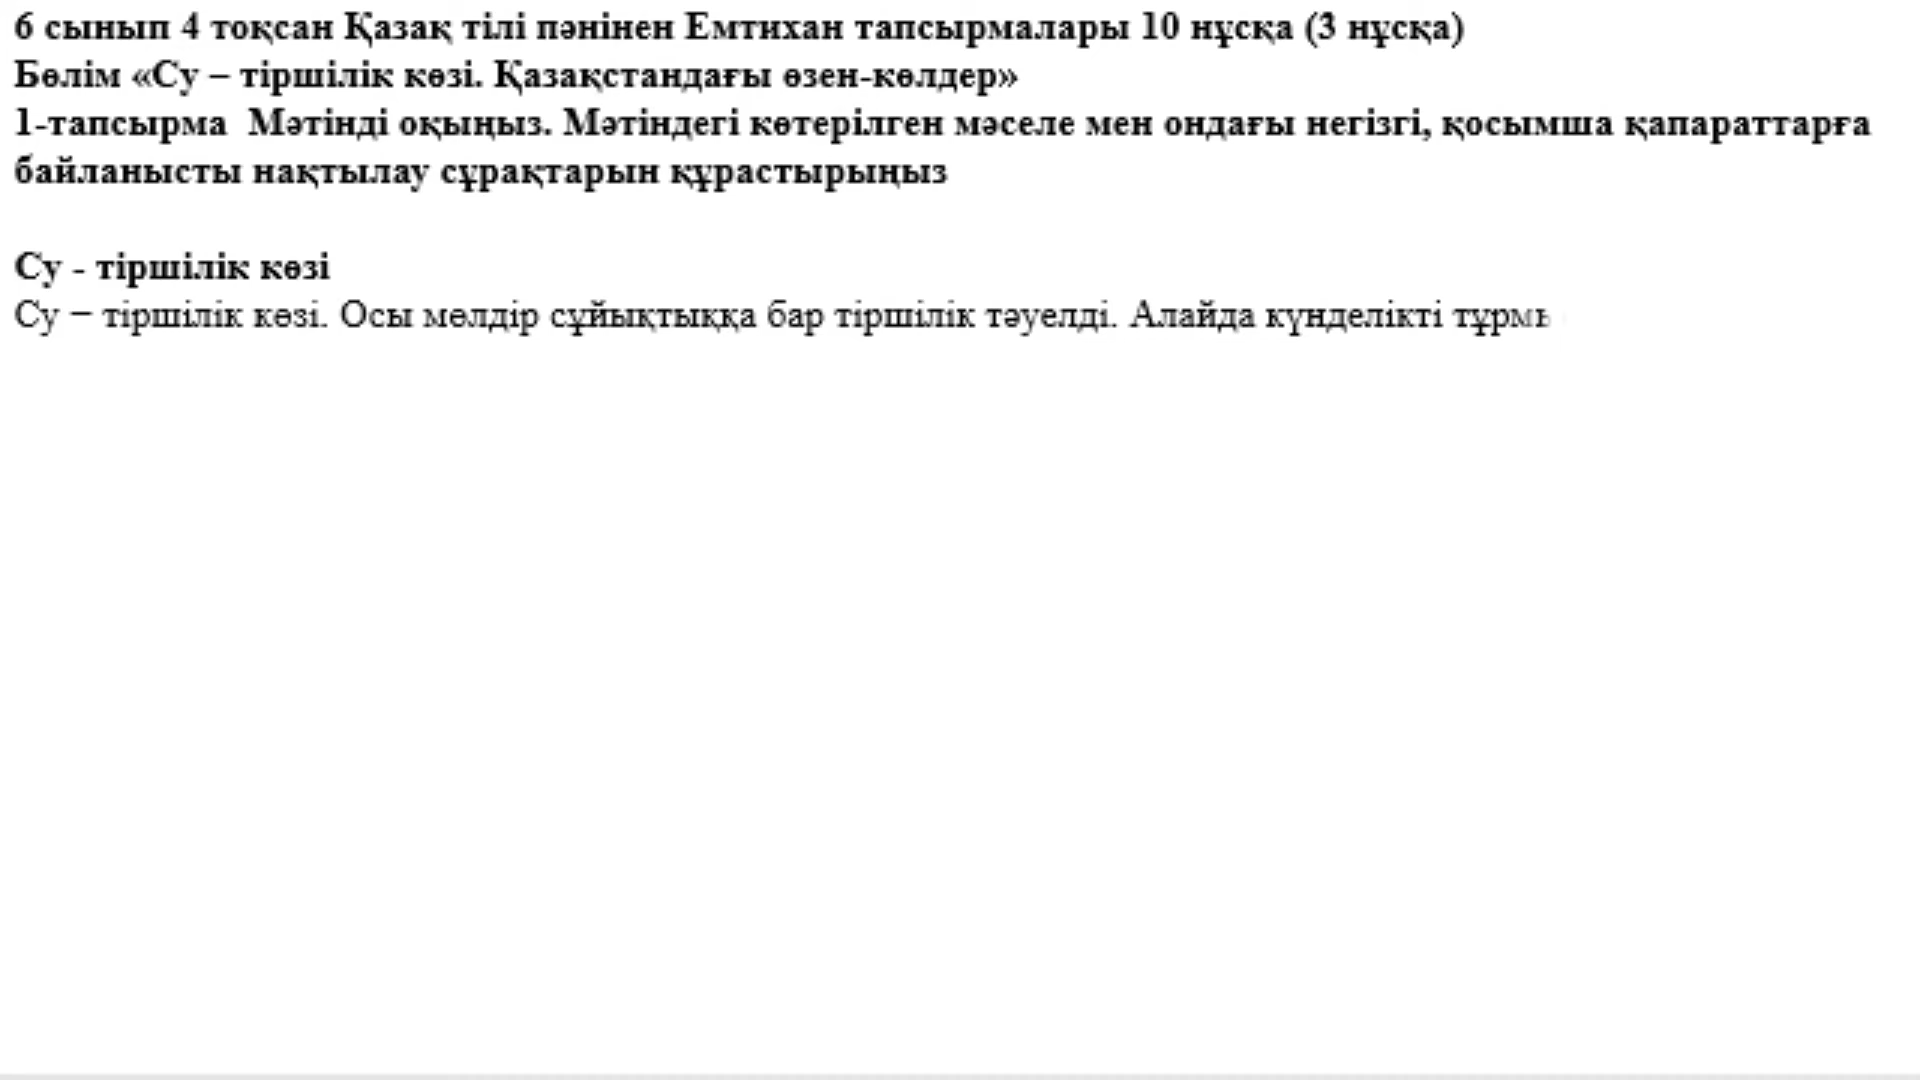 6 сынып 4 тоқсан Қазақ тілі пәнінен Емтихан тапсырмалары 10 нұсқа (3 нұсқа)
Бөлім «Су – тіршілік көзі. Қазақстандағы өзен-көлдер»
1-тапсырма  Мәтінді оқыңыз. Мәтіндегі көтерілген мәселе мен ондағы негізгі, қосымша қапараттарға
байланысты нақтылау сұрақтарын құрастырыңыз
Су - тіршілік көзі
Су – тіршілік көзі. Осы мөлдір сұйықтыққа бар тіршілік тәуелді. Алайда күнделікті